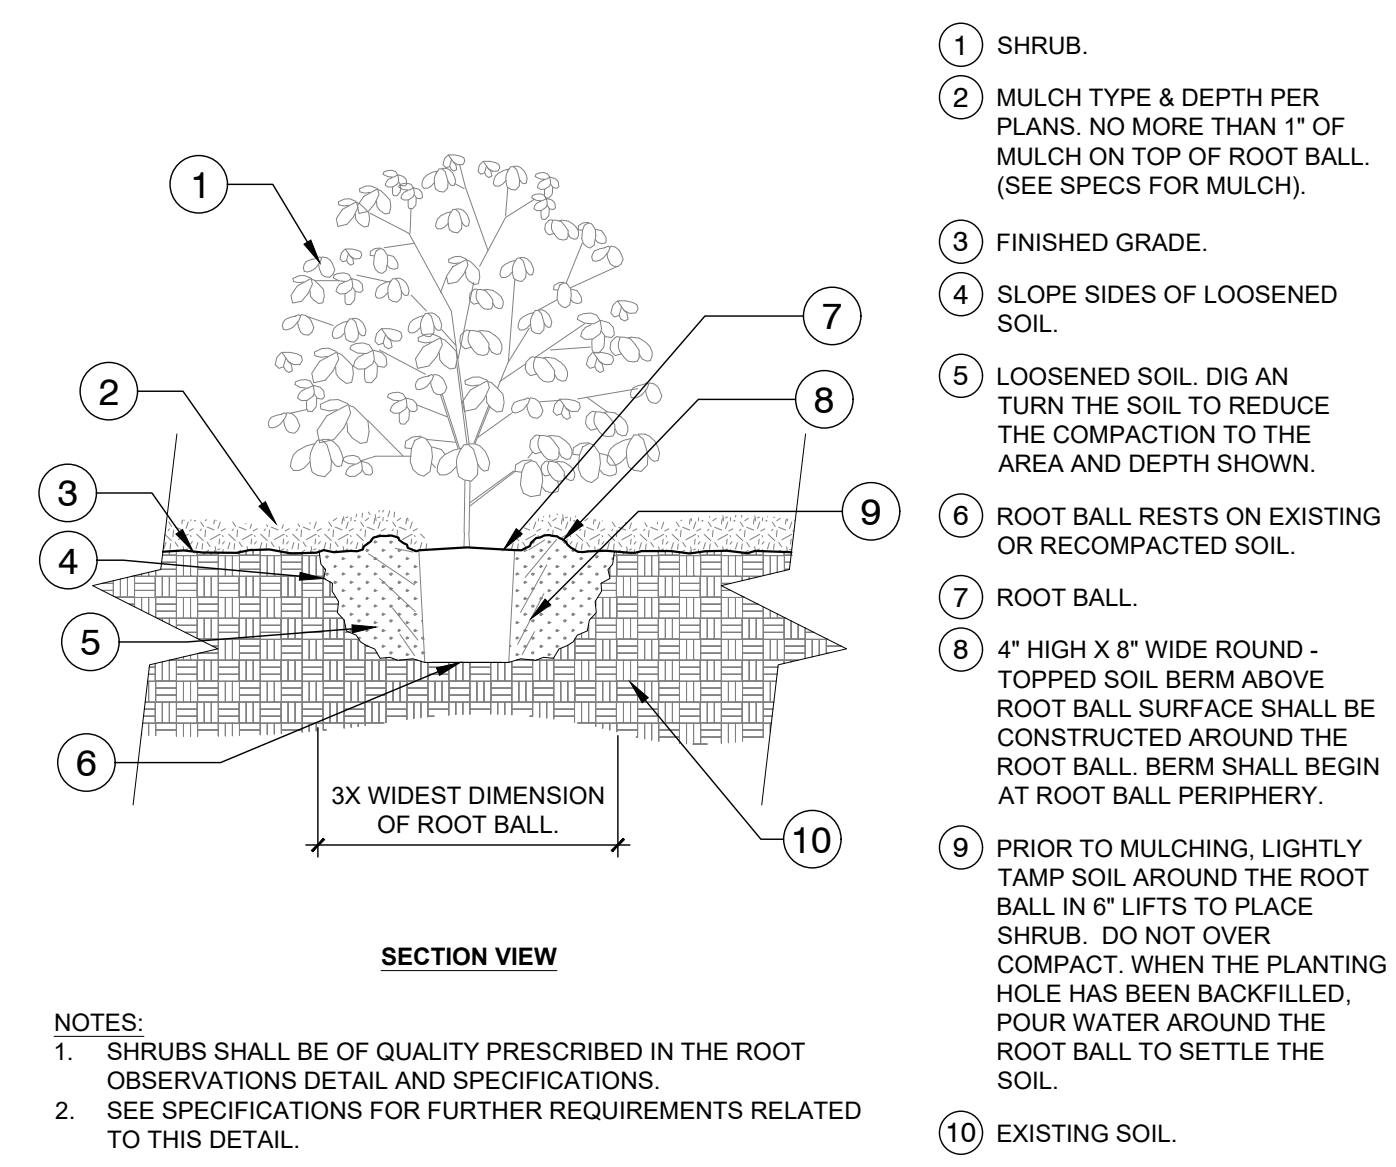 1
2
3
4
5
6
7
8
9
10
3X WIDEST DIMENSION
OF ROOT BALL.
SECTION VIEW
NOTES:
1. SHRUBS SHALL BE OF QUALITY PRESCRIBED IN THE ROOT
OBSERVATIONS DETAIL AND SPECIFICATIONS.
2. SEE SPECIFICATIONS FOR FURTHER REQUIREMENTS RELATED
TO THIS DETAIL.
1 SHRUB.
2 MULCH TYPE & DEPTH PER
PLANS. NO MORE THAN 1" OF
MULCH ON TOP OF ROOT BALL.
(SEE SPECS FOR MULCH).
3 FINISHED GRADE.
4 SLOPE SIDES OF LOOSENED
SOIL.
5 LOOSENED SOIL. DIG AN
TURN THE SOIL TO REDUCE
THE COMPACTION TO THE
AREA AND DEPTH SHOWN.
6 ROOT BALL RESTS ON EXISTING
OR RECOMPACTED SOIL.
7 ROOT BALL.
8 4" HIGH X 8" WIDE ROUND -
TOPPED SOIL BERM ABOVE
ROOT BALL SURFACE SHALL BE
CONSTRUCTED AROUND THE
ROOT BALL. BERM SHALL BEGIN
AT ROOT BALL PERIPHERY.
9 PRIOR TO MULCHING, LIGHTLY
TAMP SOIL AROUND THE ROOT
BALL IN 6" LIFTS TO PLACE
SHRUB. DO NOT OVER
COMPACT. WHEN THE PLANTING
HOLE HAS BEEN BACKFILLED,
POUR WATER AROUND THE
ROOT BALL TO SETTLE THE
SOIL.
10 EXISTING SOIL.